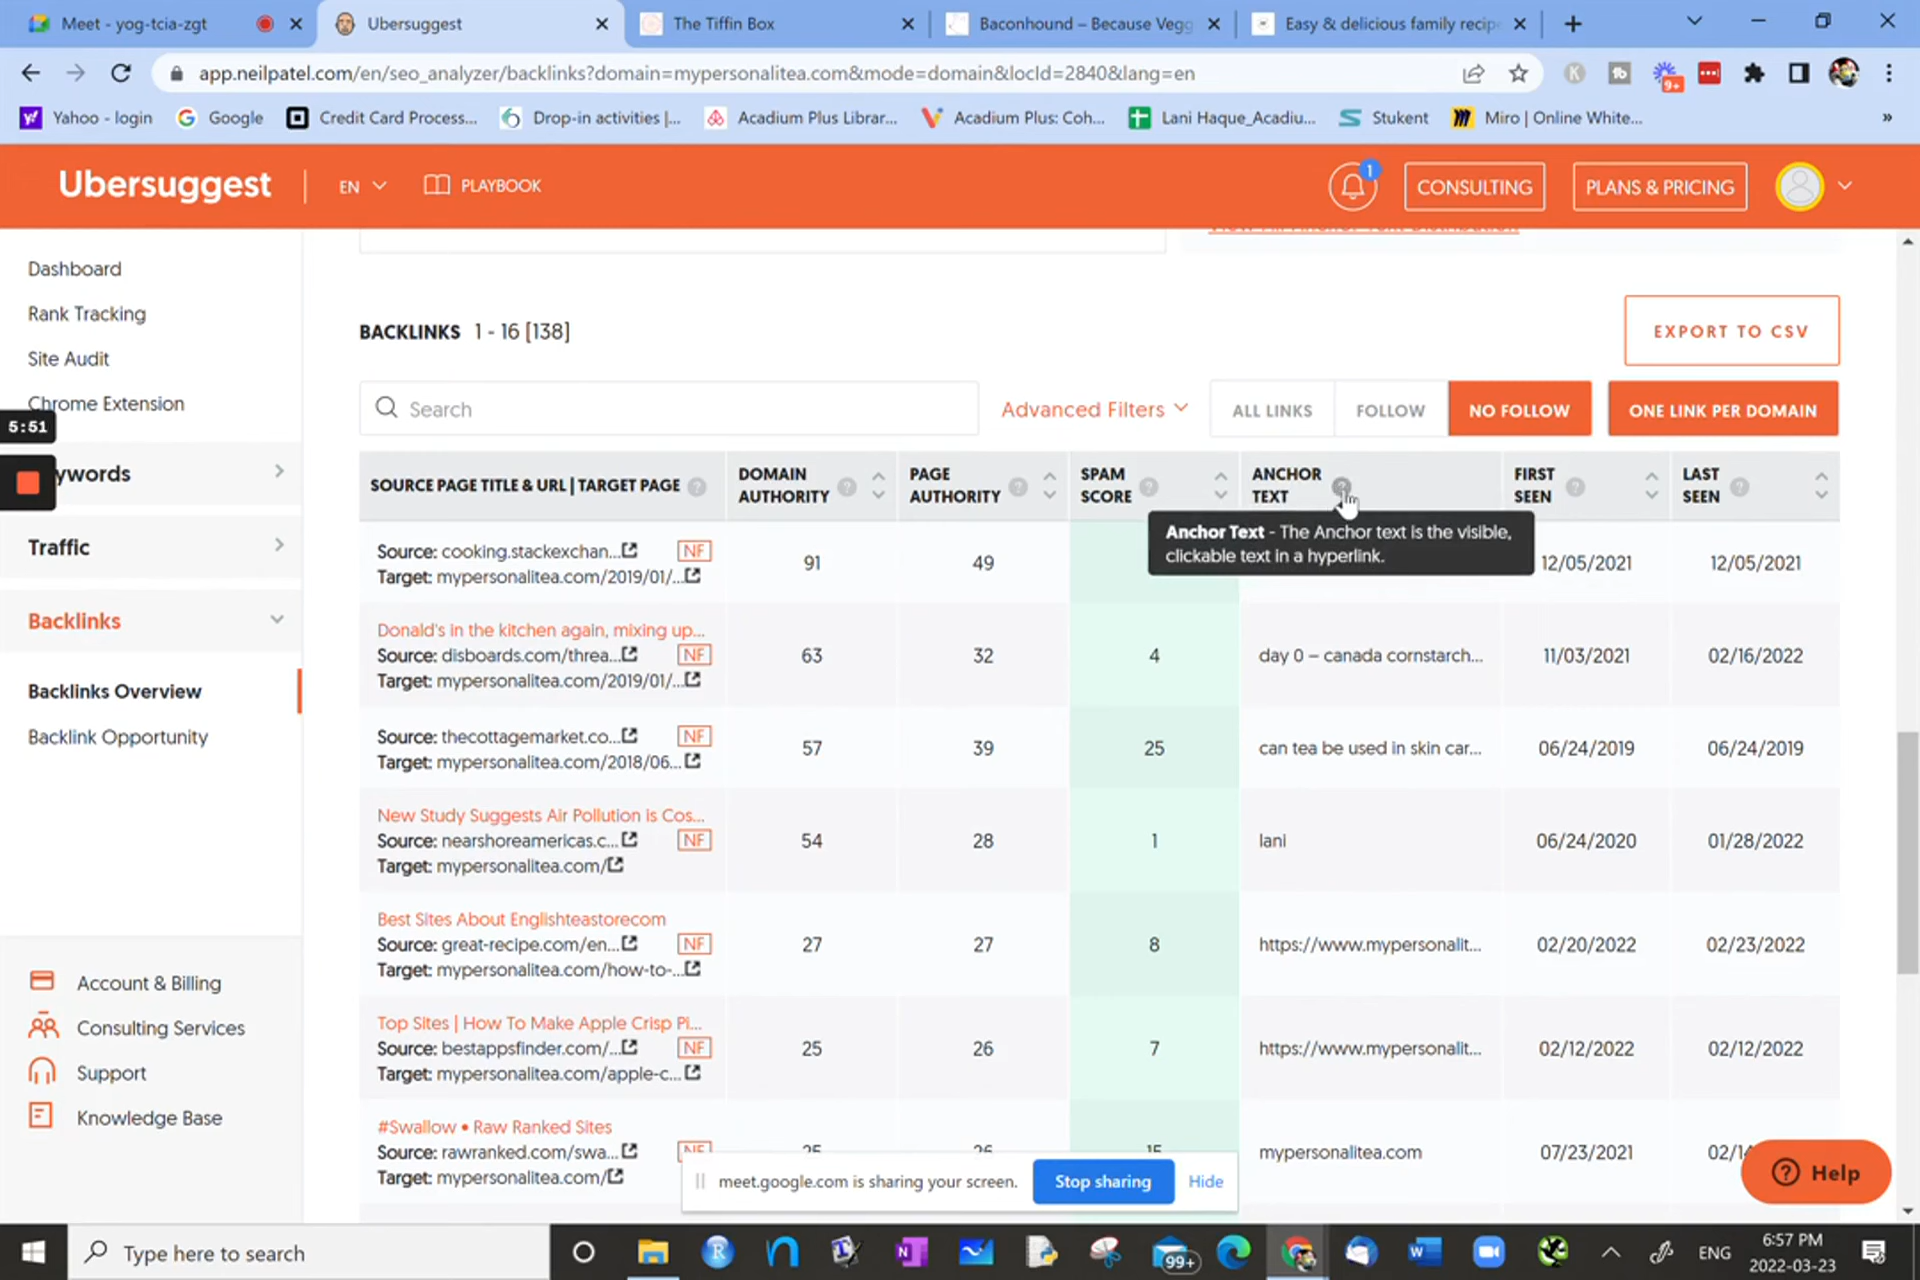 Meet - yog-tcia-zgt
Ubersuggest
The Tiffin Box
Baconhound – Because Vegg
Easy & delicious family recip
app.neilpatel.com/en/seo_analyzer/backlinks?domain=mypersonalitea.com&mode=domain&locId=2840&lang=en
9+
Yahoo - login
Google
Credit Card Process...
Drop-in activities |...
Acadium Plus Librar...
Acadium Plus: Coh...
Lani Haque_Acadiu...
Stukent
Miro | Online White...
»
Ubersuggest
EN
PLAYBOOK
1
CONSULTING
PLANS & PRICING
Dashboard
Rank Tracking
Site Audit
Chrome Extension
5:51
ywords
Traffic
Backlinks
Backlinks Overview
Backlink Opportunity
Account & Billing
Consulting Services
Support
Knowledge Base
BACKLINKS 1 - 16 [138]
EXPORT TO CSV
Search
Advanced Filters
ALL LINKS
FOLLOW
NO FOLLOW
ONE LINK PER DOMAIN
SOURCE PAGE TITLE & URL | TARGET PAGE ?
DOMAIN AUTHORITY ?
PAGE AUTHORITY ?
SPAM SCORE ?
ANCHOR TEXT ?
FIRST SEEN ?
LAST SEEN ?
Anchor Text - The Anchor text is the visible,
clickable text in a hyperlink.
Source: cooking.stackexchan... NF
Target: mypersonalitea.com/2019/01/...
91 49 12/05/2021 12/05/2021
Donald's in the kitchen again, mixing up...
Source: disboards.com/threa... NF
Target: mypersonalitea.com/2019/01/...
63 32 4 day 0 – canada cornstarch... 11/03/2021 02/16/2022
Source: thecottagemarket.co... NF
Target: mypersonalitea.com/2018/06...
57 39 25 can tea be used in skin car... 06/24/2019 06/24/2019
New Study Suggests Air Pollution is Cos...
Source: nearshoreamericas.c... NF
Target: mypersonalitea.com/
54 28 1 lani 06/24/2020 01/28/2022
Best Sites About Englishteastorecom
Source: great-recipe.com/en... NF
Target: mypersonalitea.com/how-to-...
27 27 8 https://www.mypersonalit... 02/20/2022 02/23/2022
Top Sites | How To Make Apple Crisp Pi...
Source: bestappsfinder.com/... NF
Target: mypersonalitea.com/apple-c...
25 26 7 https://www.mypersonalit... 02/12/2022 02/12/2022
#Swallow • Raw Ranked Sites
Source: rawranked.com/swa... NF
Target: mypersonalitea.com/
25 26 15 mypersonalitea.com 07/23/2021
meet.google.com is sharing your screen.
Stop sharing
Hide
Help
Type here to search
99+
ENG
6:57 PM
2022-03-23